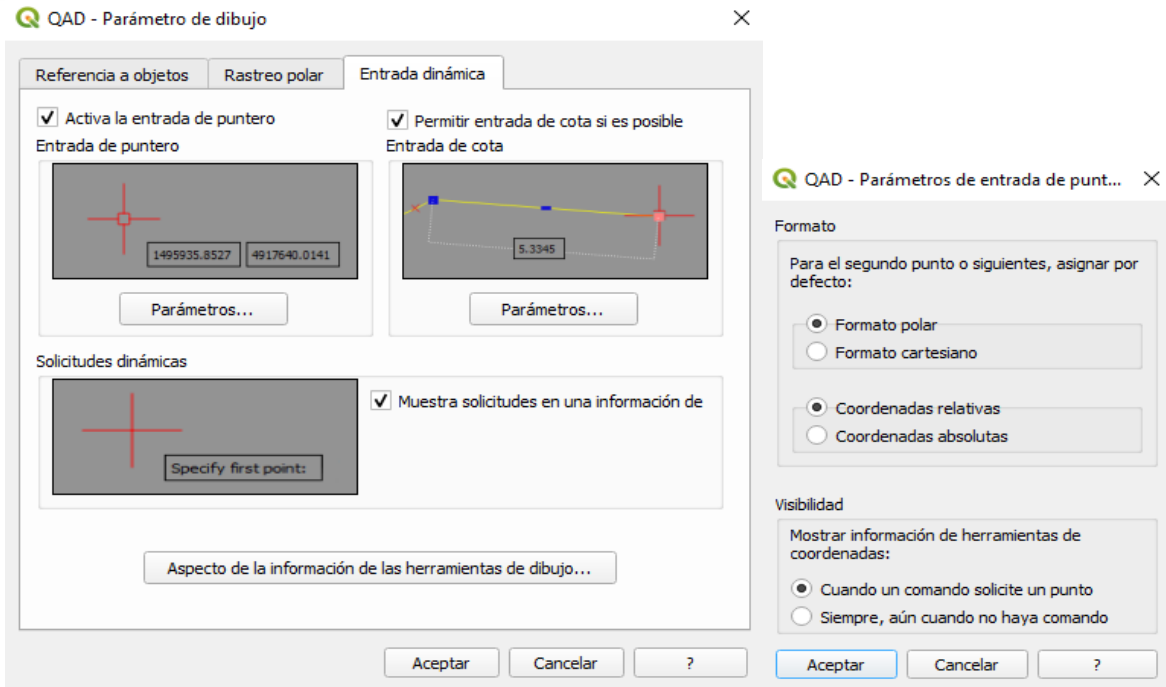 QAD - Parámetro de dibujo
Referencia a objetos
Rastreo polar
Entrada dinámica
Activa la entrada de puntero
Permitir entrada de cota si es posible
Entrada de puntero
Entrada de cota
1495935.8527
4917640.0141
5.3345
Parámetros...
Parámetros...
Solicitudes dinámicas
Specify first point:
Muestra solicitudes en una información de
Aspecto de la información de las herramientas de dibujo...
Aceptar
Cancelar
?
QAD - Parámetros de entrada de punt...
Formato
Para el segundo punto o siguientes, asignar por
defecto:
Formato polar
Formato cartesiano
Coordenadas relativas
Coordenadas absolutas
Visibilidad
Mostrar información de herramientas de
coordenadas:
Cuando un comando solicite un punto
Siempre, aún cuando no haya comando
Aceptar
Cancelar
?